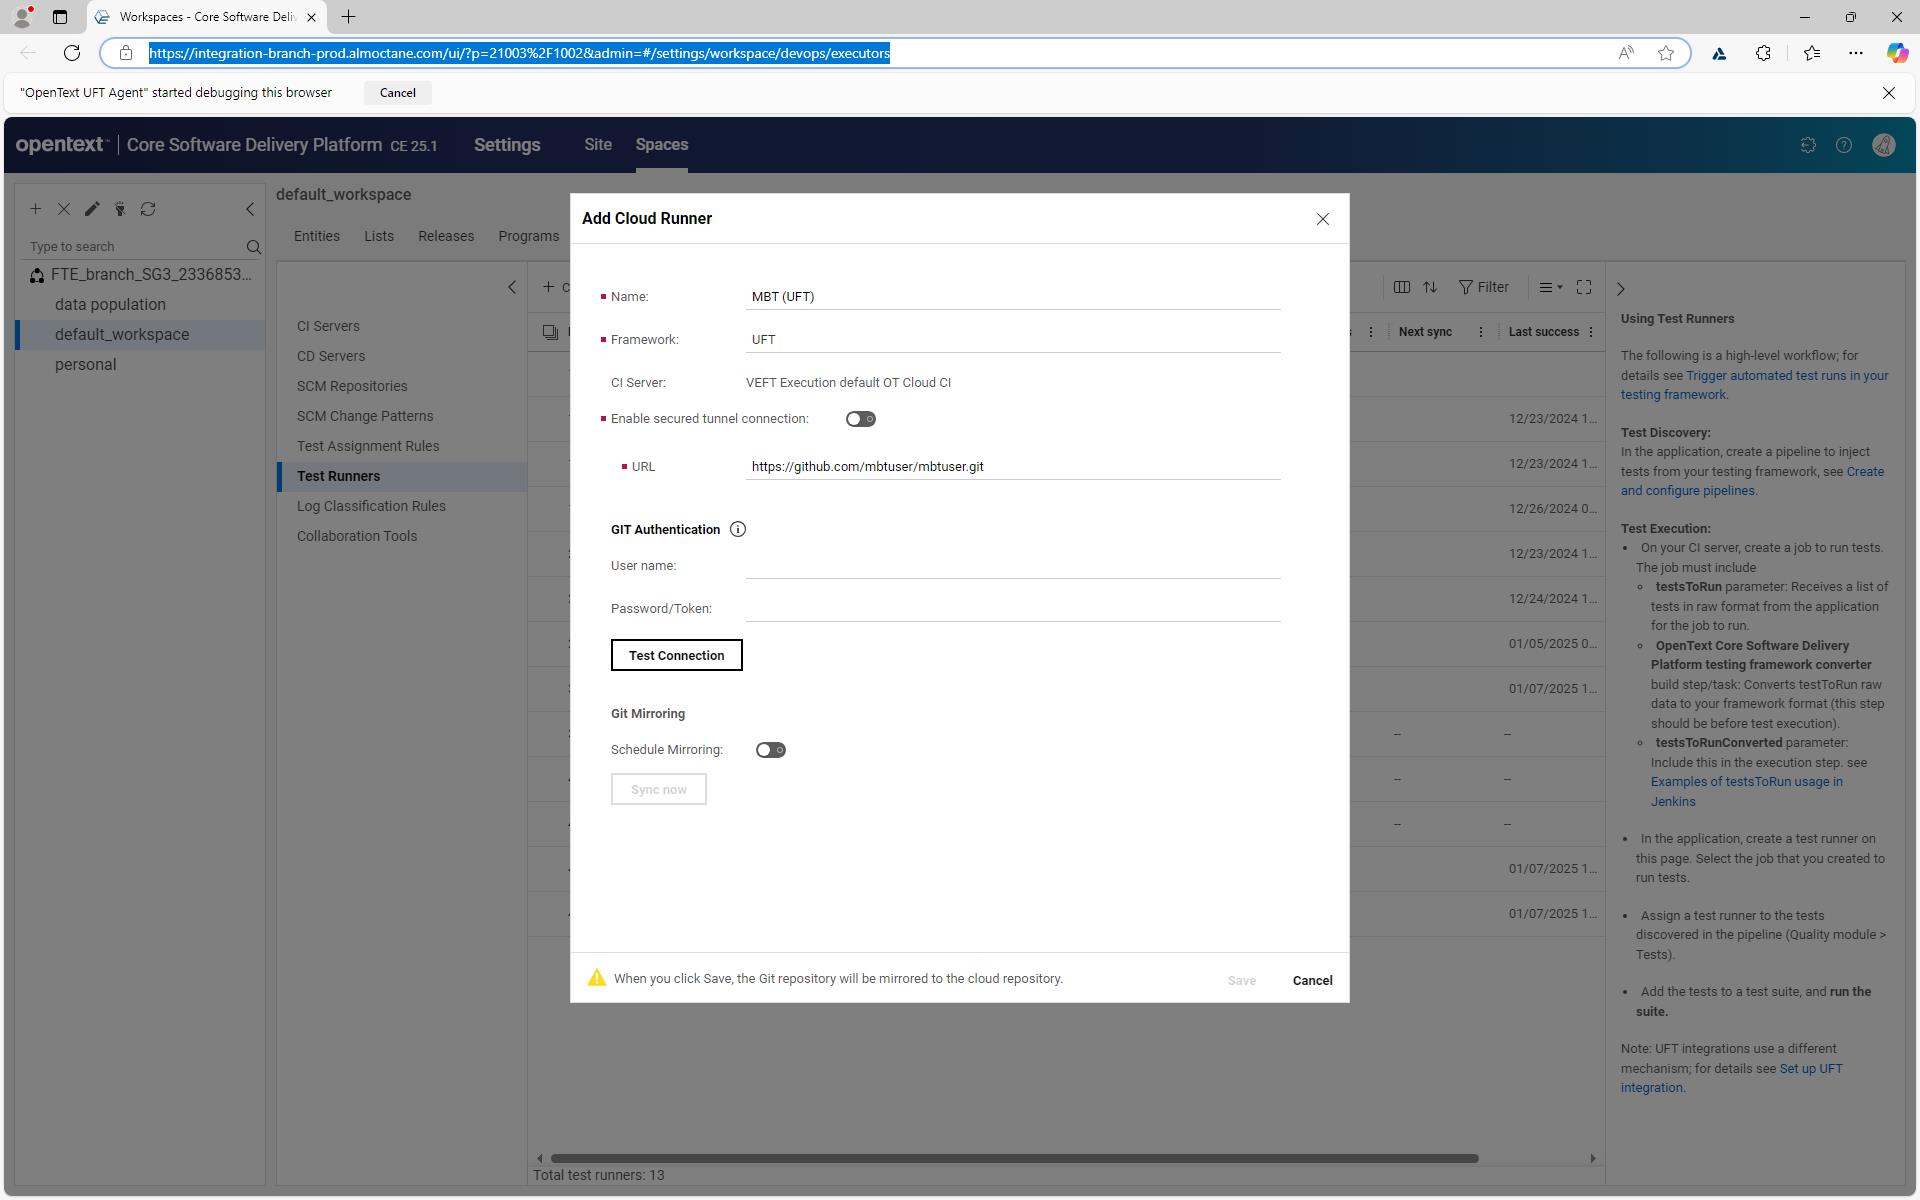 Workspaces - Core Software Deliv
https://integration-branch-prod.almoctane.com/ui/?p=21003%2F1002&admin=#/settings/workspace/devops/executors
"OpenText UFT Agent" started debugging this browser
Cancel
opentext™ | Core Software Delivery Platform CE 25.1
Settings
Site
Spaces
Type to search
FTE_branch_SG3_2336853...
data population
default_workspace
personal
default_workspace
Entities
Lists
Releases
Programs
CI Servers
CD Servers
SCM Repositories
SCM Change Patterns
Test Assignment Rules
Test Runners
Log Classification Rules
Collaboration Tools
Add Cloud Runner
Name:
MBT (UFT)
Framework:
UFT
CI Server:
VEFT Execution default OT Cloud CI
Enable secured tunnel connection:
URL
https://github.com/mbtuser/mbtuser.git
GIT Authentication
User name:
Password/Token:
Test Connection
Git Mirroring
Schedule Mirroring:
Sync now
When you click Save, the Git repository will be mirrored to the cloud repository.
Save
Cancel
Filter
Next sync
Last success
12/23/2024 1...
12/23/2024 1...
12/26/2024 0...
12/23/2024 1...
12/24/2024 1...
01/05/2025 0...
01/07/2025 1...
--
--
--
--
--
--
01/07/2025 1...
01/07/2025 1...
Total test runners: 13
Using Test Runners
The following is a high-level workflow; for
details see Trigger automated test runs in your
testing framework.
Test Discovery:
In the application, create a pipeline to inject
tests from your testing framework, see Create
and configure pipelines.
Test Execution:
• On your CI server, create a job to run tests.
The job must include
testsToRun parameter: Receives a list of
tests in raw format from the application
for the job to run.
OpenText Core Software Delivery
Platform testing framework converter
build step/task: Converts testToRun raw
data to your framework format (this step
should be before test execution).
testsToRunConverted parameter:
Include this in the execution step. see
Examples of testsToRun usage in
Jenkins
• In the application, create a test runner on
this page. Select the job that you created to
run tests.
• Assign a test runner to the tests
discovered in the pipeline (Quality module >
Tests).
• Add the tests to a test suite, and run the
suite.
Note: UFT integrations use a different
mechanism; for details see Set up UFT
integration.